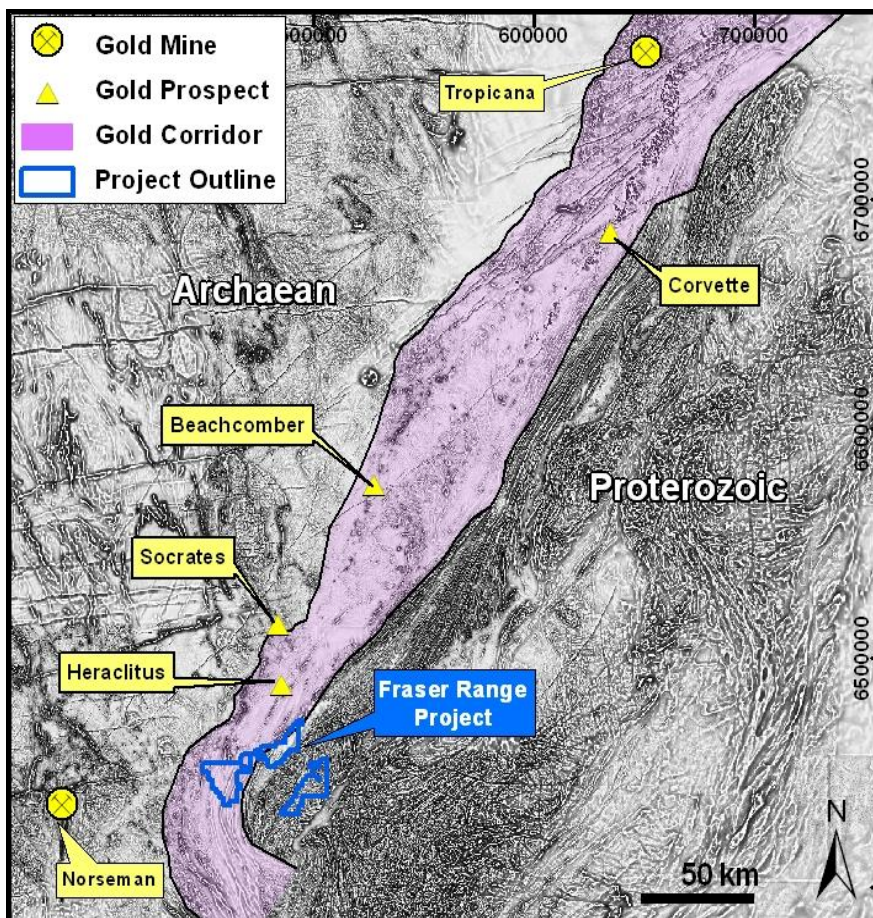 Gold Mine
Gold Prospect
Gold Corridor
Project Outline
600000
700000
Tropicana
6700000
Corvette
Archaean
Beachcomber
6600000
Proterozoic
Socrates
Heraclitus
6500000
Fraser Range
Project
Norseman
N
50 km